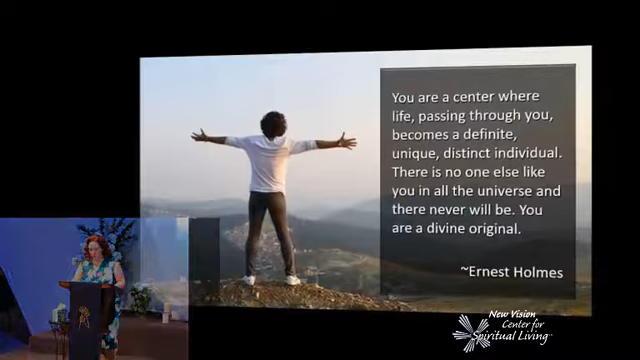 You are a center where
life, passing through you,
becomes a definite,
unique, distinct individual.
There is no one else like
you in all the universe and
there never will be. You
are a divine original.
~Ernest Holmes
New Vision
Center for
Spiritual Living